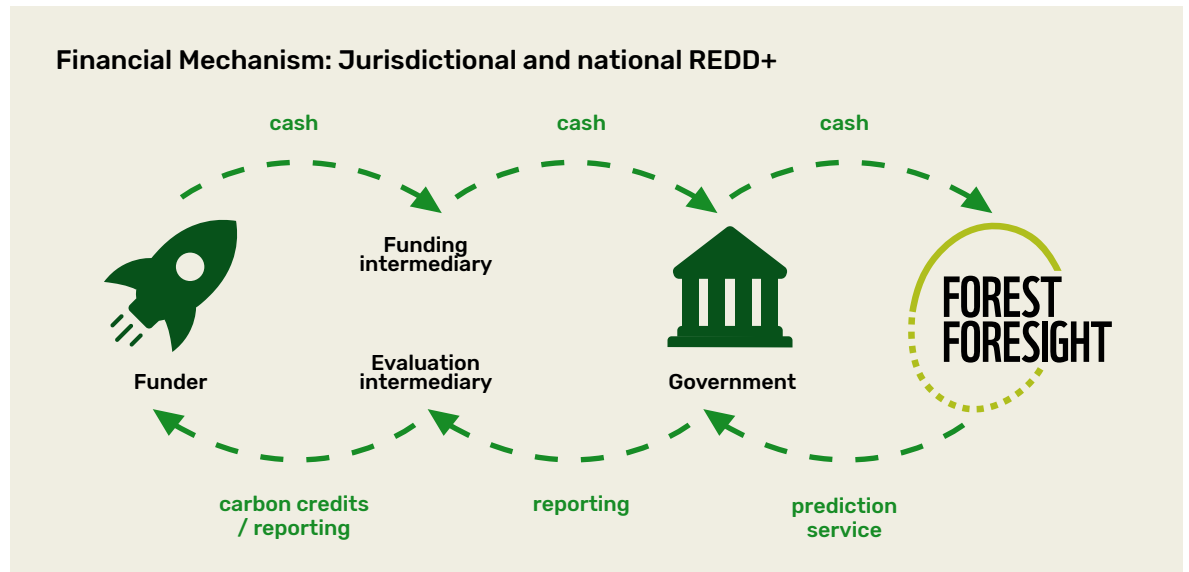 Financial Mechanism: Jurisdictional and national REDD+
cash
cash
cash
Funding
intermediary
FOREST
FORESIGHT
Evaluation
intermediary
Funder
Government
carbon credits
/ reporting
reporting
prediction
service